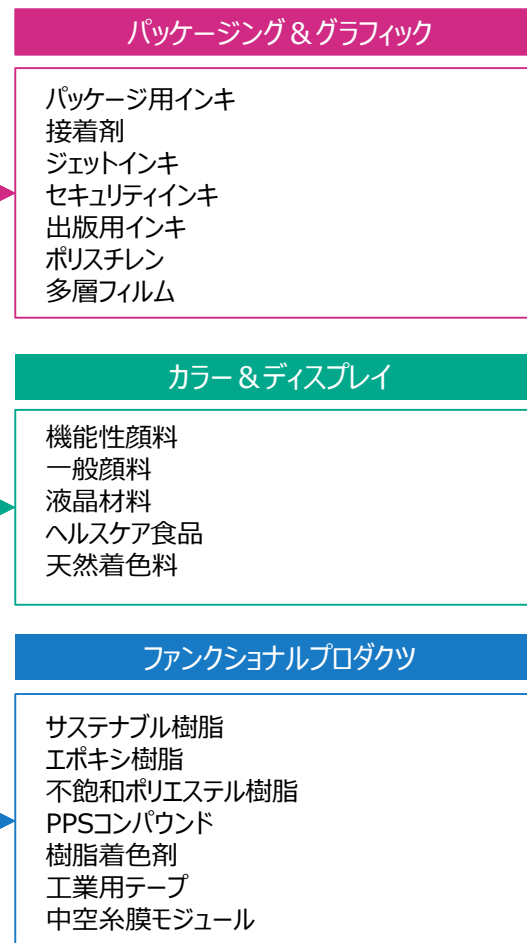 パッケージング＆グラフィック
パッケージ用インキ
接着剤
ジェットインキ
セキュリティインキ
出版用インキ
ポリスチレン
多層フィルム
カラー＆ディスプレイ
機能性顔料
一般顔料
液晶材料
ヘルスケア食品
天然着色料
ファンクショナルプロダクツ
サステナブル樹脂
エポキシ樹脂
不飽和ポリエステル樹脂
PPSコンパウンド
樹脂着色剤
工業用テープ
中空糸膜モジュール